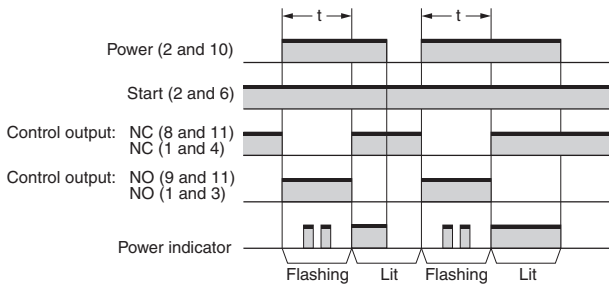 t
t
Power (2 and 10)
Start (2 and 6)
Control output: NC (8 and 11)
NC (1 and 4)
Control output: NO (9 and 11)
NO (1 and 3)
Power indicator
Flashing Lit Flashing Lit